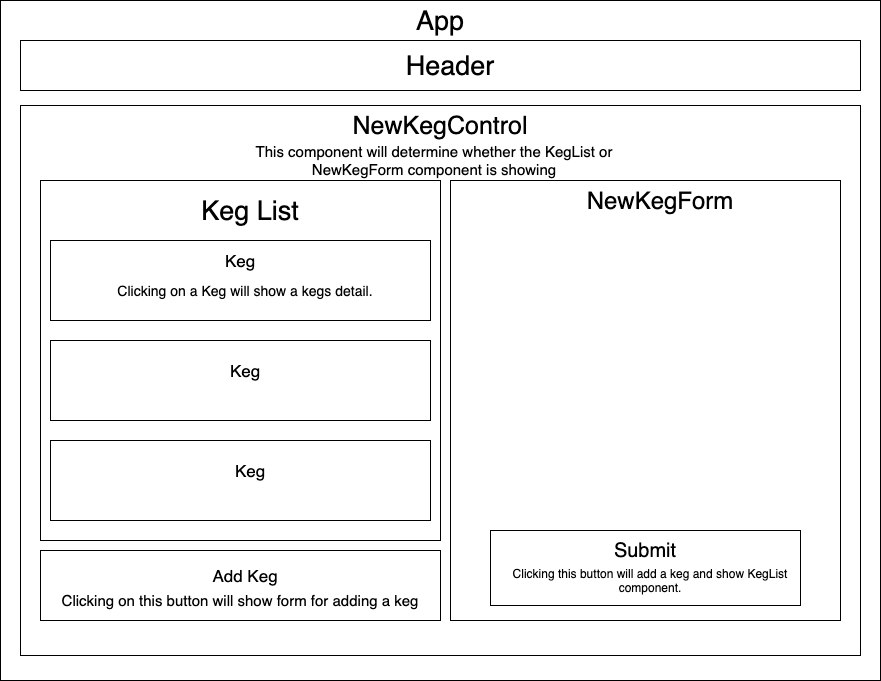 App
Header
NewKegControl
This component will determine whether the KegList or
NewKegForm component is showing
Keg List
Keg
Clicking on a Keg will show a kegs detail.
Keg
Keg
Add Keg
Clicking on this button will show form for adding a keg
NewKegForm
Submit
Clicking this button will add a keg and show KegList
component.